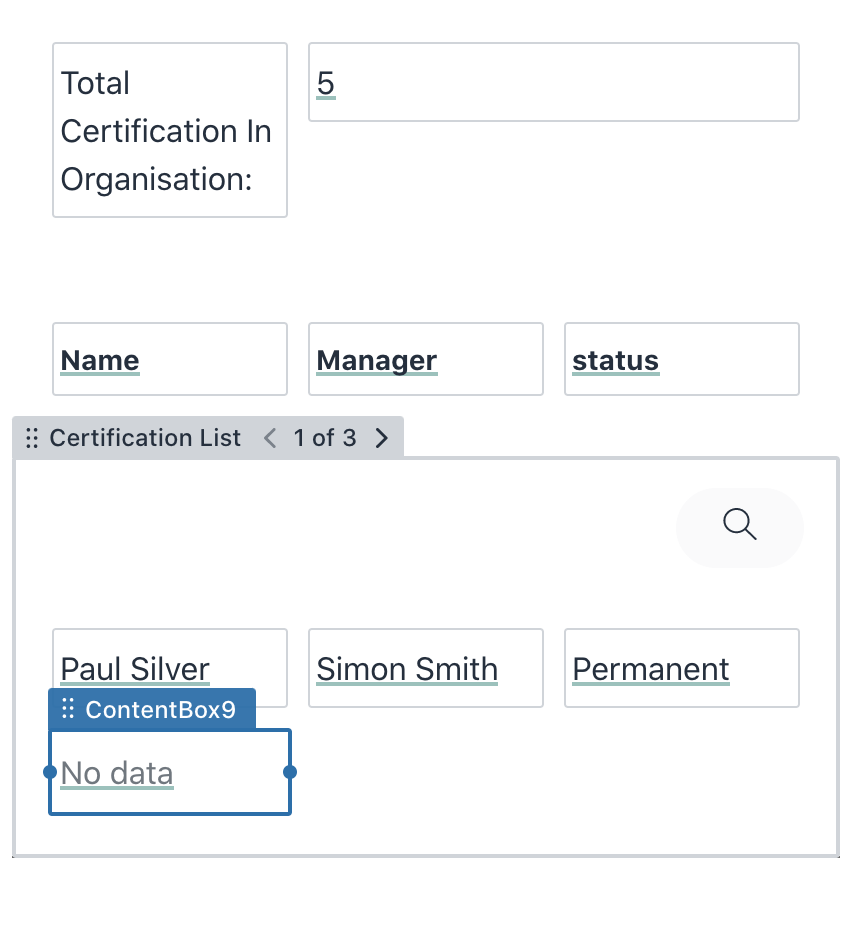 Total
Certification In
Organisation:
5
Name
Manager
status
Certification List
1 of 3
Paul Silver
Simon Smith
Permanent
ContentBox9
No data